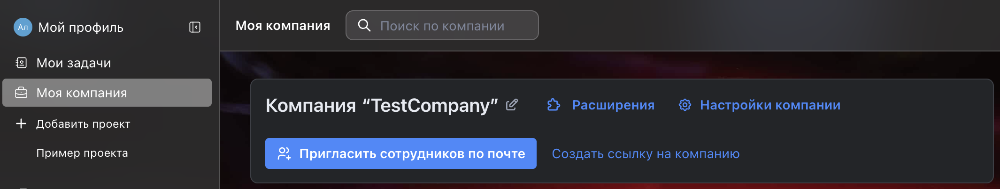 Ал Мой профиль
Мои задачи
Моя компания
Добавить проект
Пример проекта
Моя компания
Поиск по компании
Компания “TestCompany”
Расширения
Настройки компании
Пригласить сотрудников по почте
Создать ссылку на компанию